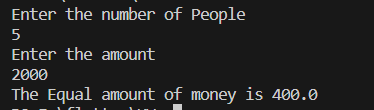 Enter the number of People
5
Enter the amount
2000
The Equal amount of money is 400.0